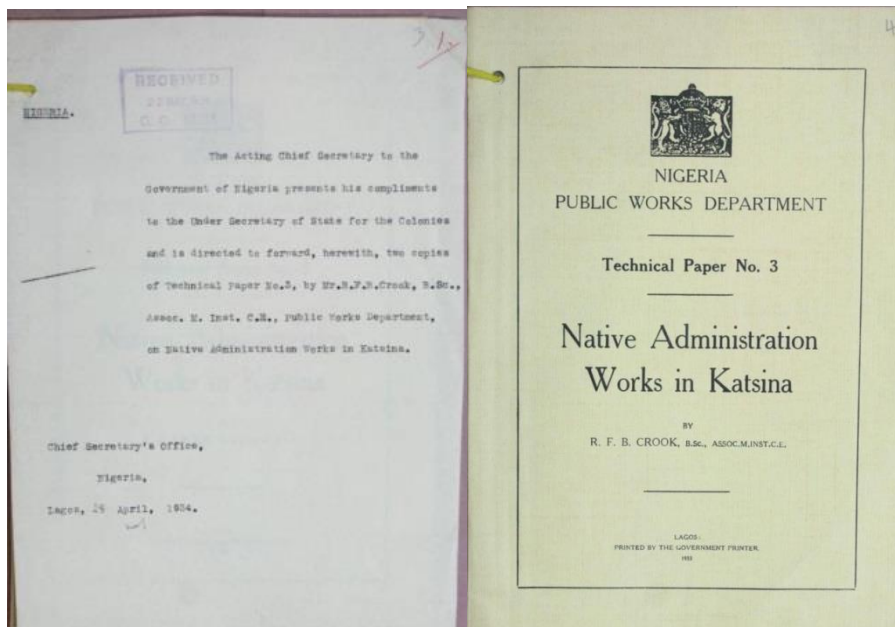 3
RECEIVED
C. O.
NIGERIA.
The Acting Chief Secretary to the
Government of Nigeria presents his compliments
to the Under Secretary of State for the Colonies
and is directed to forward, herewith, two copies
of Technical Paper No.3, by Mr.R.F.B.Crook, B.Sc.,
Assoc. M. Inst. C.E., Public Works Department,
on Native Administration Works in Katsina.
Chief Secretary's Office,
Nigeria,
Lagos, 25 April, 1934.
4
NIGERIA
PUBLIC WORKS DEPARTMENT
Technical Paper No. 3
Native Administration
Works in Katsina
BY
R. F. B. CROOK, B.Sc., ASSOC.M.INST.C.E.
LAGOS:
PRINTED BY THE GOVERNMENT PRINTER